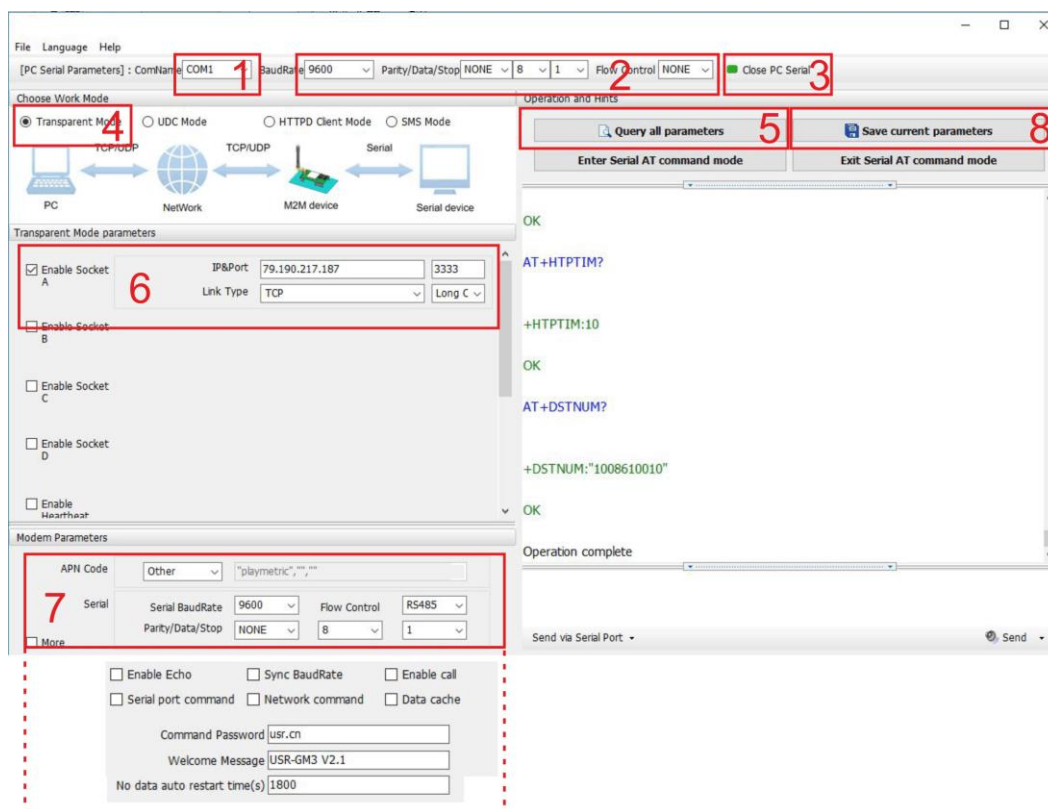 File Language Help
[PC Serial Parameters] : ComName COM1 1 BaudRate 9600 Parity/Data/Stop NONE 8 1 2 Flow Control NONE Close PC Serial 3
Choose Work Mode
Operation and Hints
Transparent Mode 4 UDC Mode HTTPD Client Mode SMS Mode
Query all parameters 5 Save current parameters 8
TCP/UDP TCP/UDP Serial
Enter Serial AT command mode Exit Serial AT command mode
PC NetWork M2M device Serial device
Transparent Mode parameters
Enable Socket A
6
IP&Port 79.190.217.187 3333
Link Type TCP Long C
Enable Socket B
Enable Socket C
Enable Socket D
Enable Heartbeat
OK
AT+HTPTIM?
+HTPTIM:10
OK
AT+DSTNUM?
+DSTNUM:"1008610010"
OK
Operation complete
Modem Parameters
7
APN Code Other "playmetric","",""
Serial Serial BaudRate 9600 Flow Control RS485
Parity/Data/Stop NONE 8 1
More
Send via Serial Port Send
Enable Echo Sync BaudRate Enable call
Serial port command Network command Data cache
Command Password usr.cn
Welcome Message USR-GM3 V2.1
No data auto restart time(s) 1800